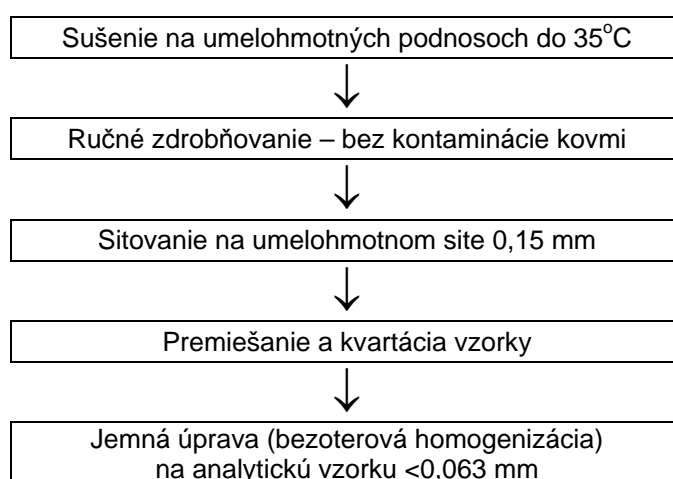 Sušenie na umelohmotných podnosoch do 35°C
Ručné zdrobňovanie – bez kontaminácie kovmi
Sitovanie na umelohmotnom site 0,15 mm
Premiešanie a kvartácia vzorky
Jemná úprava (bezoterová homogenizácia)
na analytickú vzorku <0,063 mm